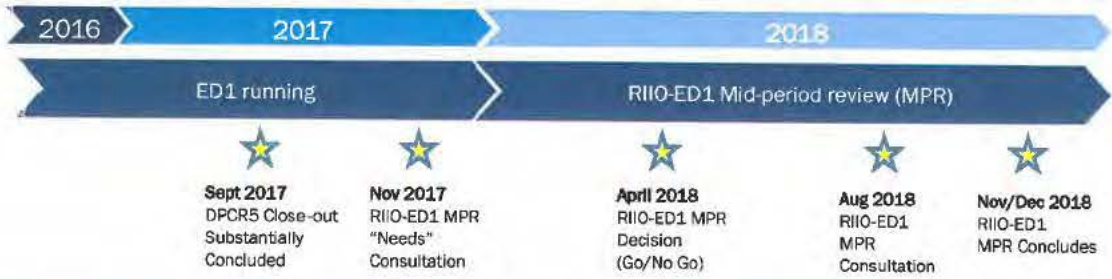 2016
2017
2018
ED1 running
RIIO-ED1 Mid-period review (MPR)
Sept 2017
DPCR5 Close-out
Substantially
Concluded
Nov 2017
RIIO-ED1 MPR
"Needs"
Consultation
April 2018
RIIO-ED1 MPR
Decision
(Go/No Go)
Aug 2018
RIIO-ED1
MPR
Consultation
Nov/Dec 2018
RIIO-ED1
MPR Concludes